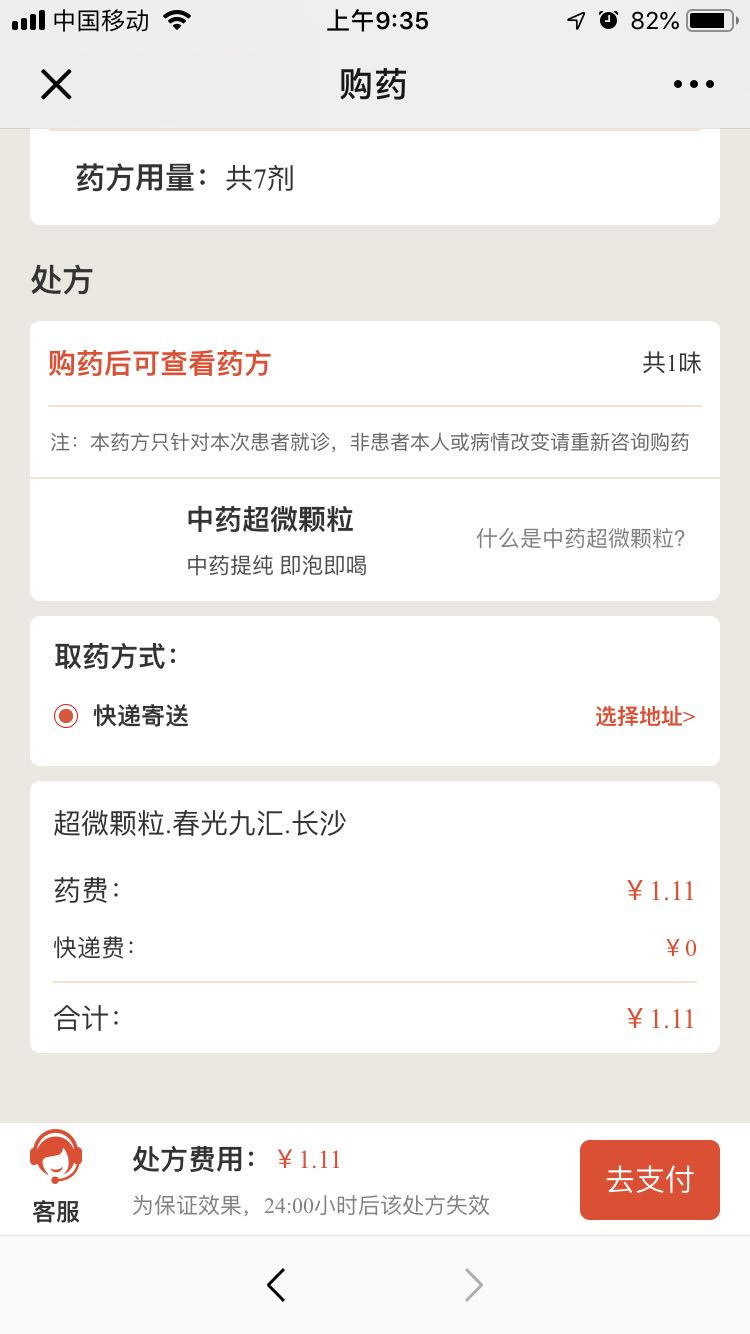 中国移动 上午9:35 82%
购药
药方用量：共7剂
处方
购药后可查看药方 共1味
注：本药方只针对本次患者就诊，非患者本人或病情改变请重新咨询购药
中药超微颗粒
什么是中药超微颗粒?
中药提纯 即泡即喝
取药方式：
快递寄送 选择地址>
超微颗粒.春光九汇.长沙
药费： ￥1.11
快递费： ￥0
合计： ￥1.11
处方费用： ￥1.11
去支付
客服
为保证效果，24:00小时后该处方失效